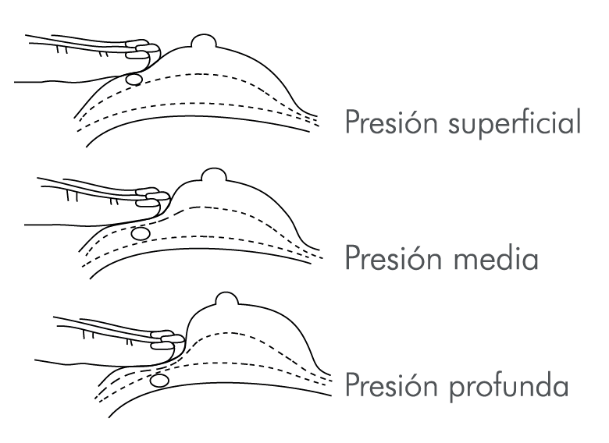 Presión superficial
Presión media
Presión profunda